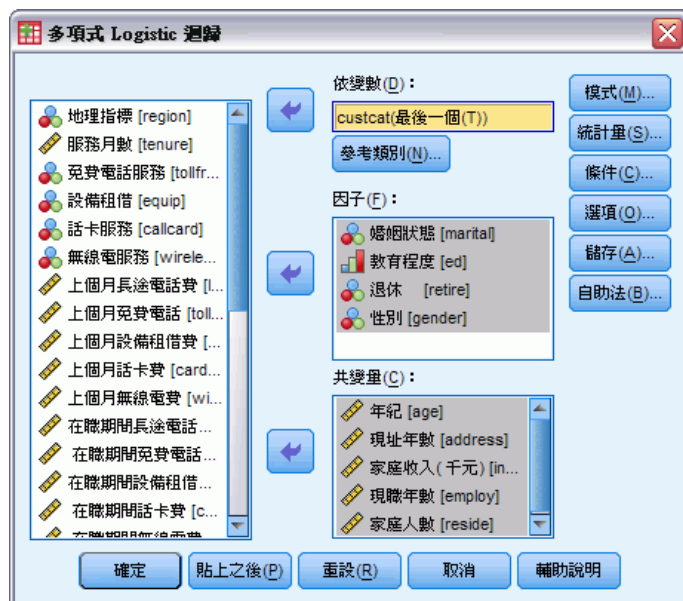 多項式 Logistic 迴歸
地理指標 [region]
服務月數 [tenure]
免費電話服務 [tollfr...
設備租借 [equip]
話卡服務 [callcard]
無線電服務 [wirele...
上個月長途電話費 [l...
上個月免費電話 [toll...
上個月設備租借費 [...
上個月話卡費 [card...
上個月無線電費 [wi...
在職期間長途電話...
在職期間免費電話...
在職期間設備租借...
在職期間話卡費 [c...
在職期間無線電費...
依變數(D)：
custcat(最後一個(T))
參考類別(N)...
因子(F)：
婚姻狀態 [marital]
教育程度 [ed]
退休 [retire]
性別 [gender]
共變量(C)：
年紀 [age]
現址年數 [address]
家庭收入(千元) [in...
現職年數 [employ]
家庭人數 [reside]
模式(M)...
統計量(S)...
條件(C)...
選項(O)...
儲存(A)...
自助法(B)...
確定
貼上之後(P)
重設(R)
取消
輔助說明